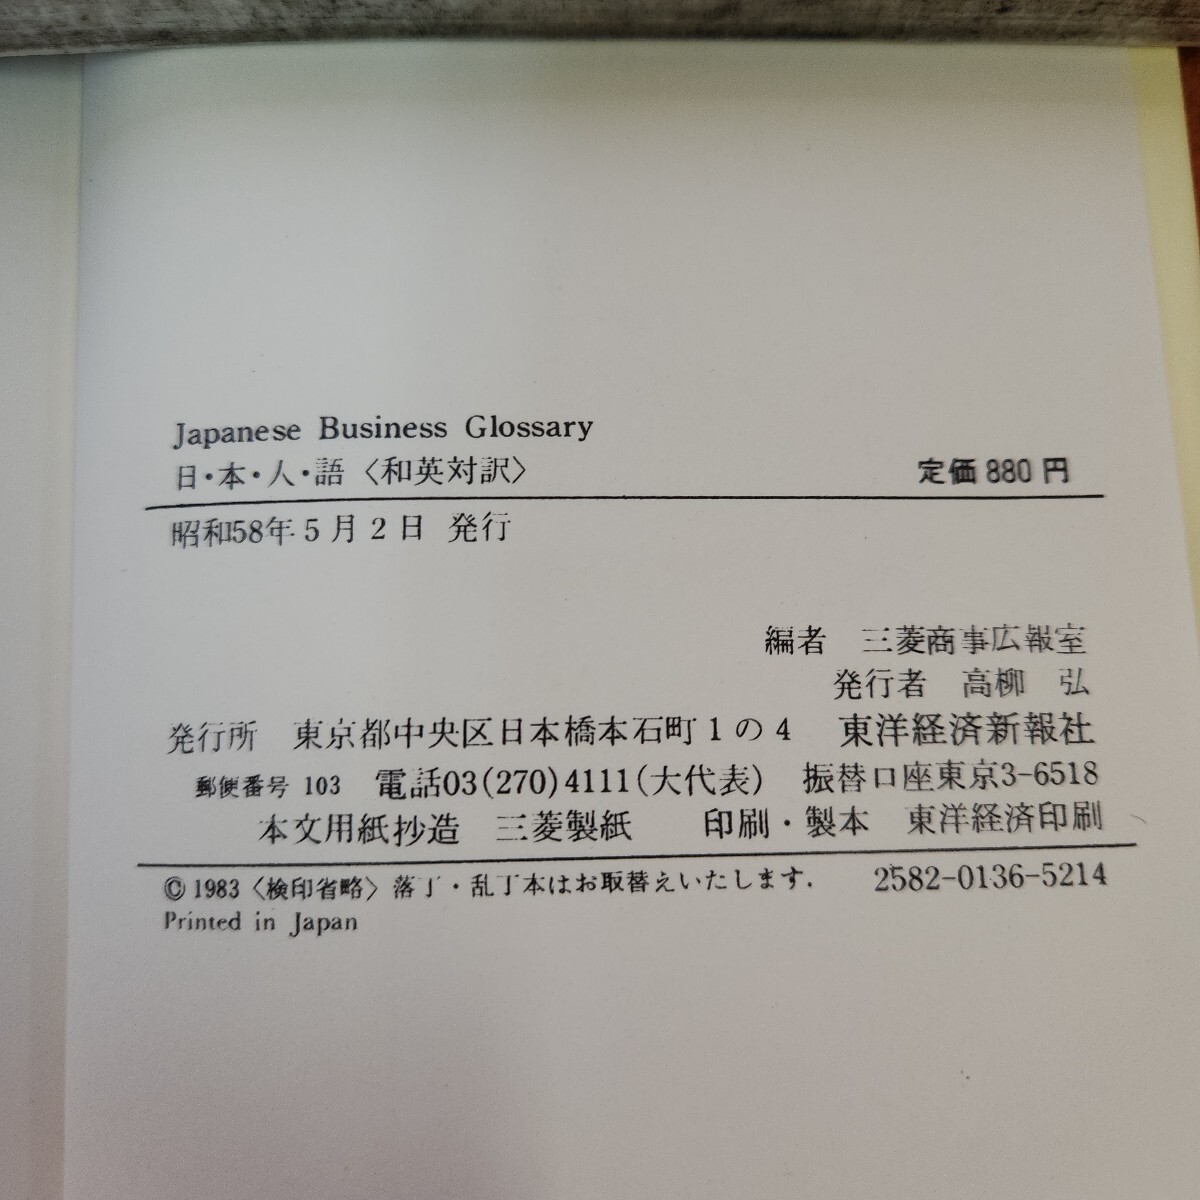 Japanese Business Glossary
日・本・人・語〈和英対訳〉 定価 880 円
昭和58年 5 月 2 日 発行
編者 三菱商事広報室
発行者 高柳 弘
発行所 東京都中央区日本橋本石町 1 の 4 東洋経済新報社
郵便番号 103 電話03(270)4111(大代表) 振替口座東京3-6518
本文用紙抄造 三菱製紙 印刷・製本 東洋経済印刷
© 1983〈検印省略〉落丁・乱丁本はお取替えいたします. 2582-0136-5214
Printed in Japan